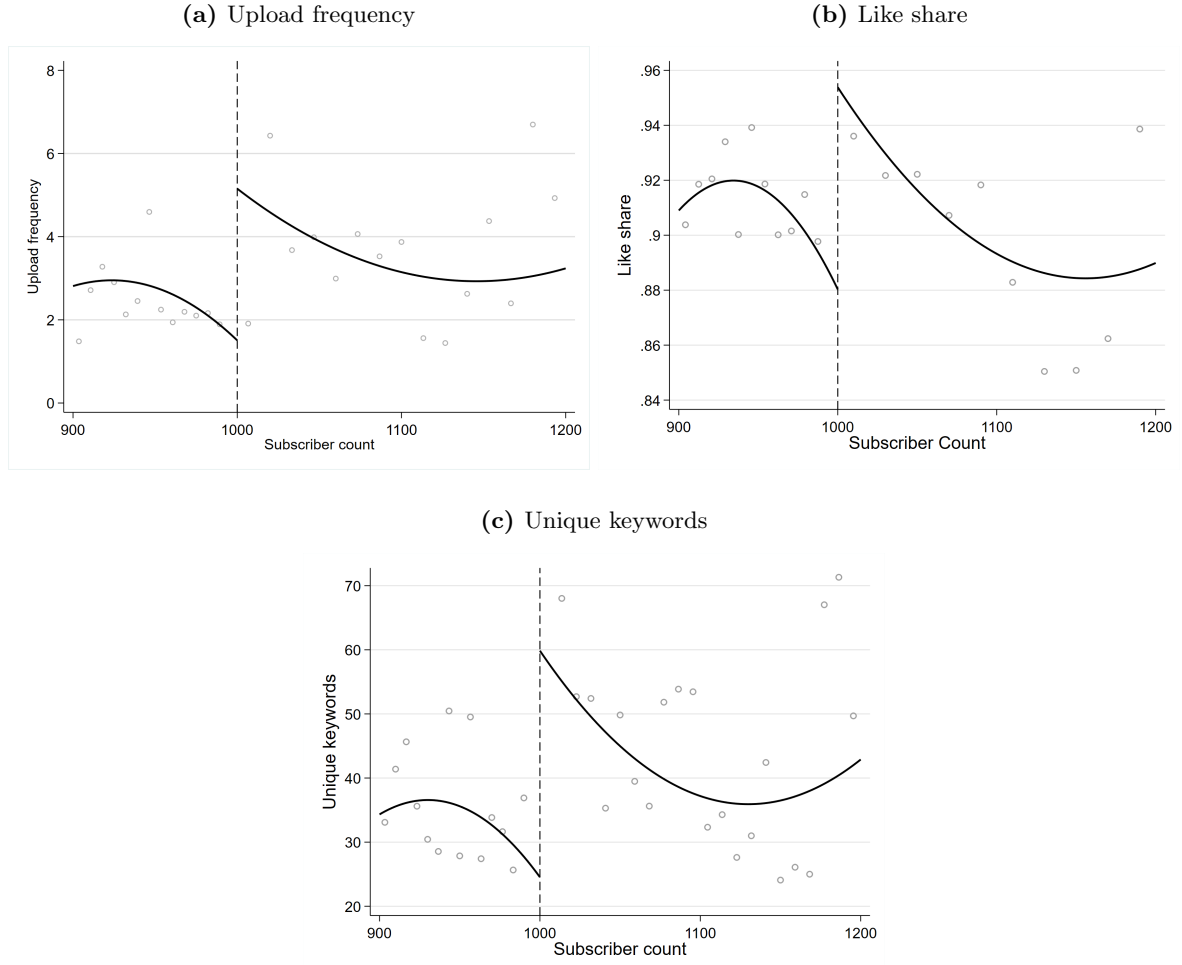 (a) Upload frequency
8
6
4
2
0
Upload frequency
900 1000 1100 1200
Subscriber count
(b) Like share
.96
.94
.92
.9
.88
.86
.84
Like share
900 1000 1100 1200
Subscriber Count
(c) Unique keywords
70
60
50
40
30
20
Unique keywords
900 1000 1100 1200
Subscriber count